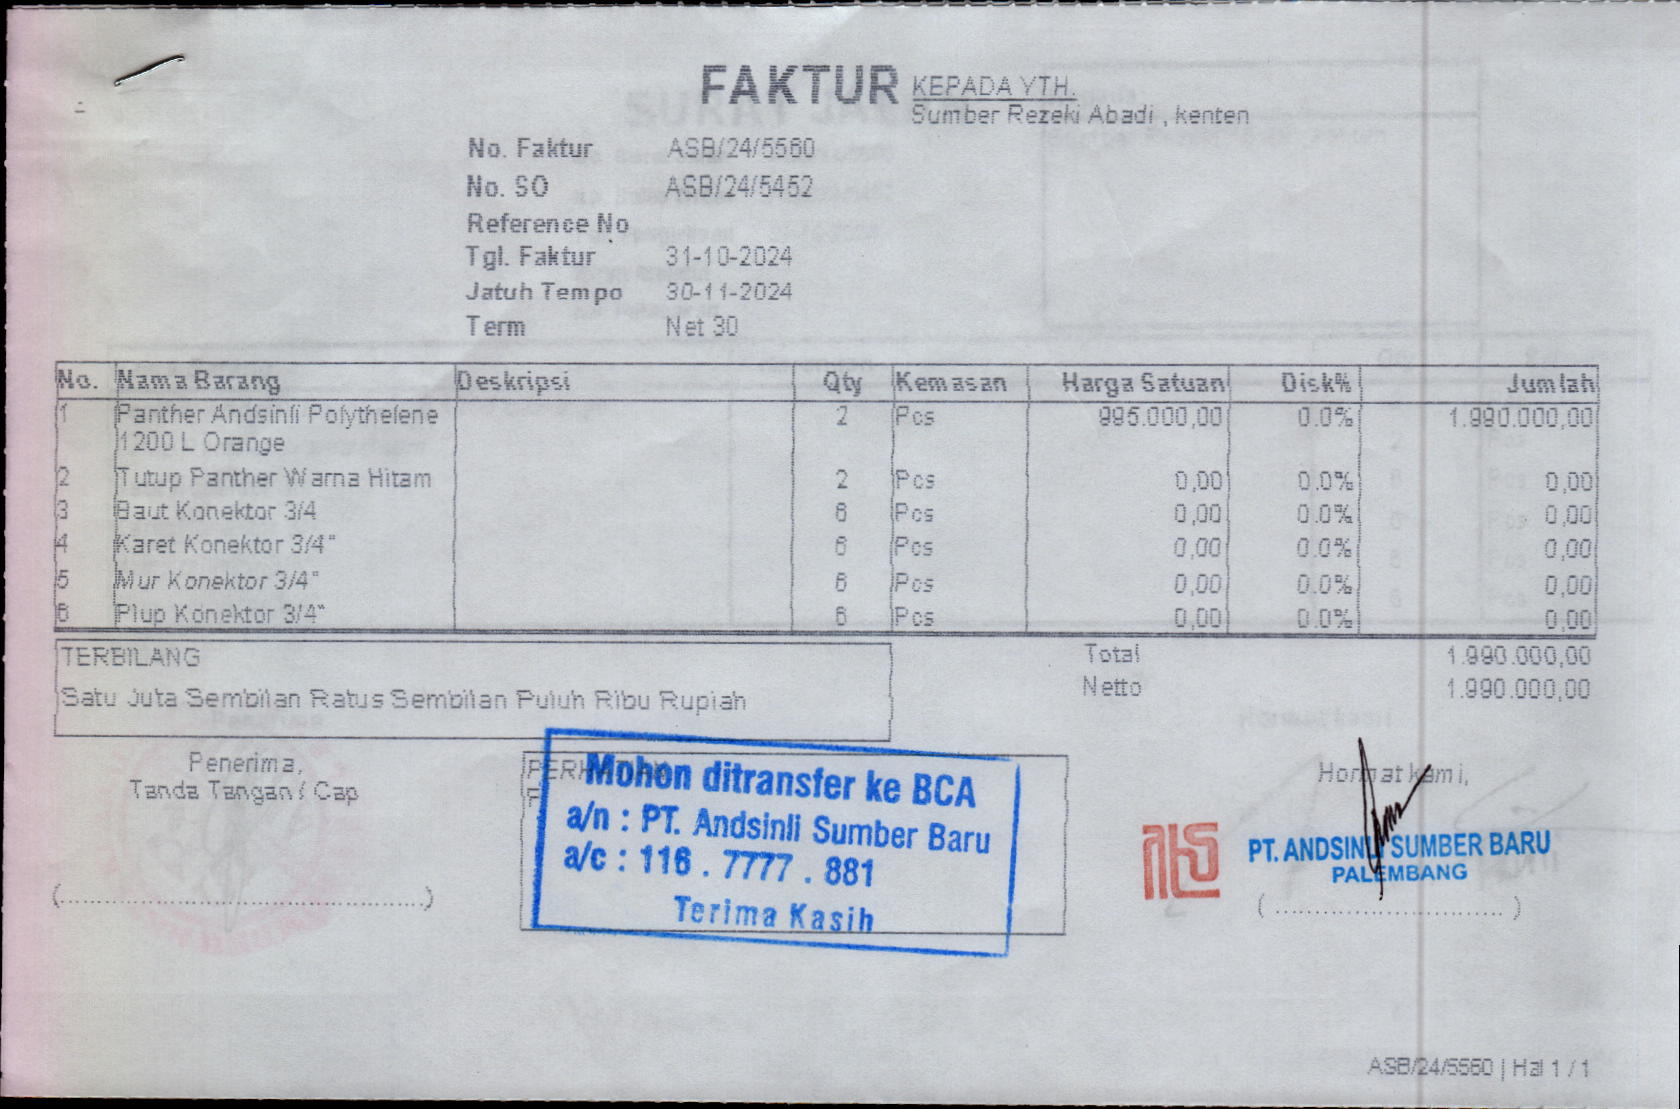 FAKTUR
KEPADA YTH.
Sumber Rezeki Abadi , kenten
No. Faktur ASB/24/5560
No. SO ASB/24/5452
Reference No
Tgl. Faktur 31-10-2024
Jatuh Tempo 30-11-2024
Term Net 30
No. Nama Barang Deskripsi Qty Kemasan Harga Satuan Disk% Jumlah
1 Panther Andsinli Polythelene 2 Pcs 995.000,00 0.0% 1.990.000,00
1200 L Orange
2 Tutup Panther Warna Hitam 2 Pcs 0,00 0.0% 0,00
3 Baut Konektor 3/4 6 Pcs 0,00 0.0% 0,00
4 Karet Konektor 3/4" 6 Pcs 0,00 0.0% 0,00
5 Mur Konektor 3/4" 6 Pcs 0,00 0.0% 0,00
6 Plup Konektor 3/4" 6 Pcs 0,00 0.0% 0,00
TERBILANG
Satu Juta Sembilan Ratus Sembilan Puluh Ribu Rupiah
Total 1.990.000,00
Netto 1.990.000,00
Penerima,
Tanda Tangan / Cap
(....................................................)
Mohon ditransfer ke BCA
a/n : PT. Andsinli Sumber Baru
a/c : 116 . 7777 . 881
Terima Kasih
Hormat kami,
PT. ANDSINLI SUMBER BARU
PALEMBANG
( ................................ )
ASB/24/5560 | Hal 1 / 1